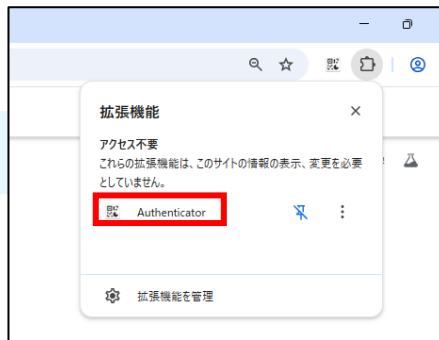 拡張機能
アクセス不要
これらの拡張機能は、このサイトの情報の表示、変更を必要
としていません。
Authenticator
拡張機能を管理